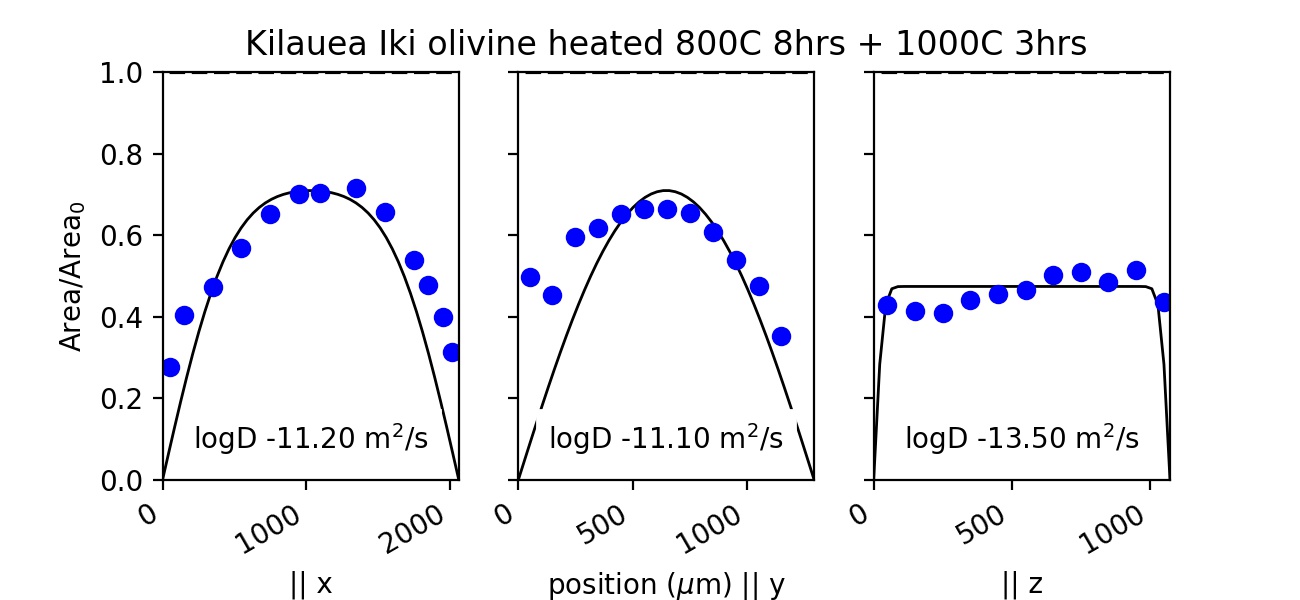 Kilauea Iki olivine heated 800C 8hrs + 1000C 3hrs
Area/Area₀
1.0
0.8
0.6
0.4
0.2
0.0
logD -11.20 m²/s
logD -11.10 m²/s
logD -13.50 m²/s
0 1000 2000
0 500 1000
0 500 1000
|| x
position (μm) || y
|| z